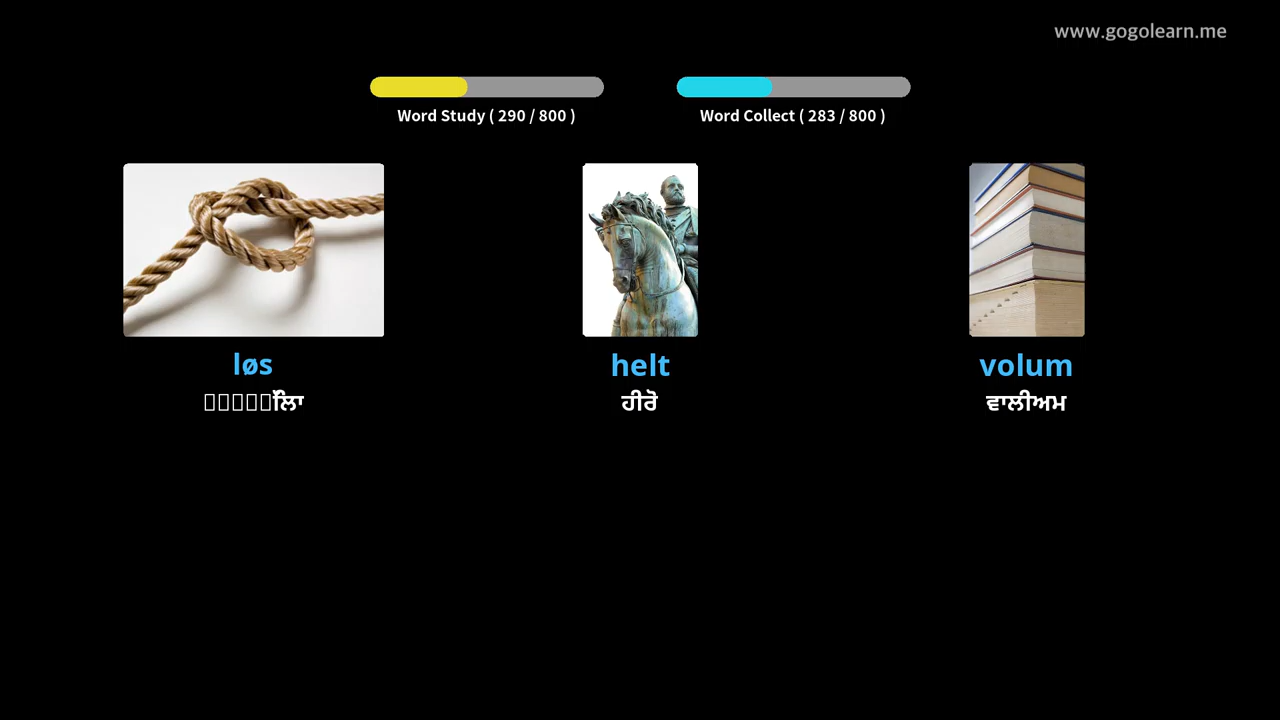 www.gogolearn.me
Word Study ( 290 / 800 )
Word Collect ( 283 / 800 )
løs
helt
volum
ਹੀਰੋ
ਵਾਲੀਅਮ